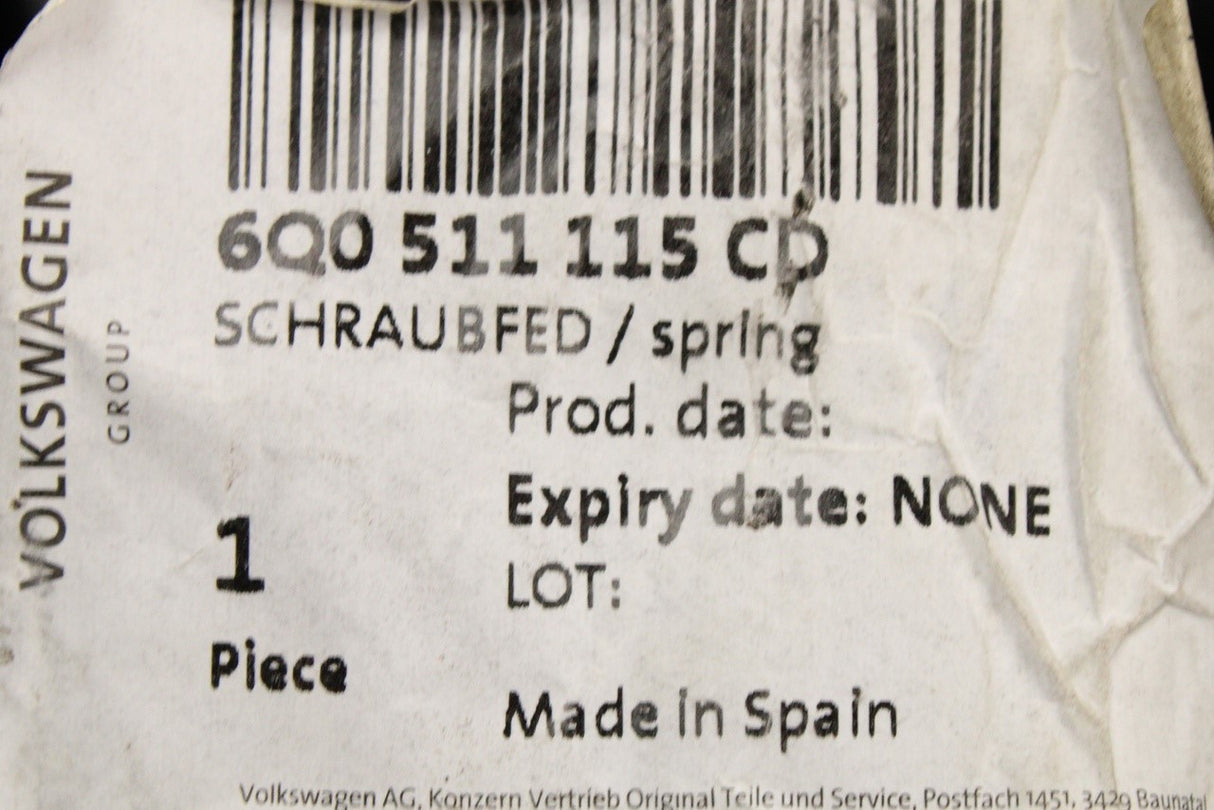 6Q0 511 115 CD
SCHRAUBFED / spring
Prod. date:
Expiry date: NONE
LOT:
1
Piece
Made in Spain
VOLKSWAGEN
GROUP
Volkswagen AG, Konzern Vertrieb Original Teile und Service, Postfach 1451, 3429 Baunatal